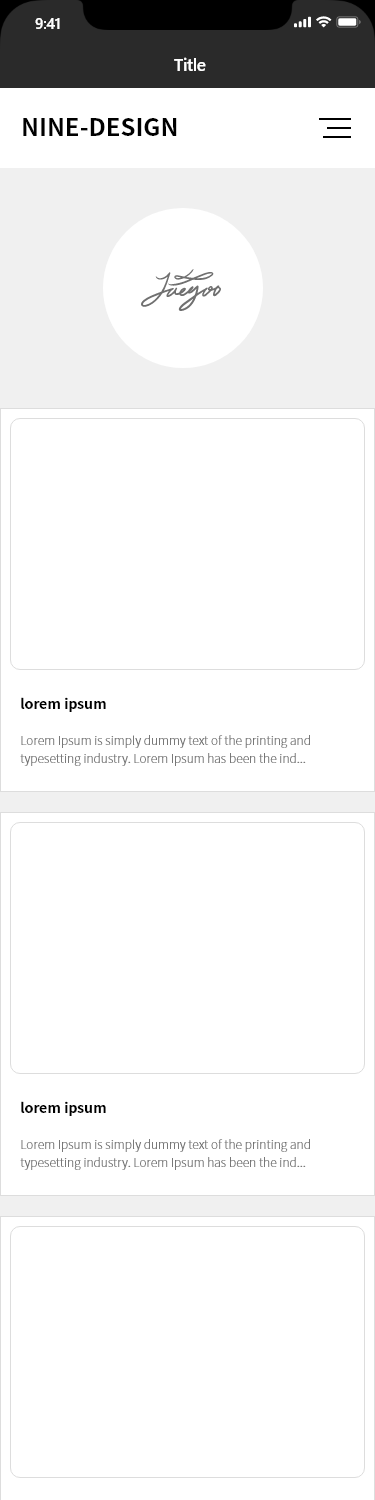 9:41
Title
NINE-DESIGN
Jaeyoo
lorem ipsum
Lorem Ipsum is simply dummy text of the printing and
typesetting industry. Lorem Ipsum has been the ind...
lorem ipsum
Lorem Ipsum is simply dummy text of the printing and
typesetting industry. Lorem Ipsum has been the ind...